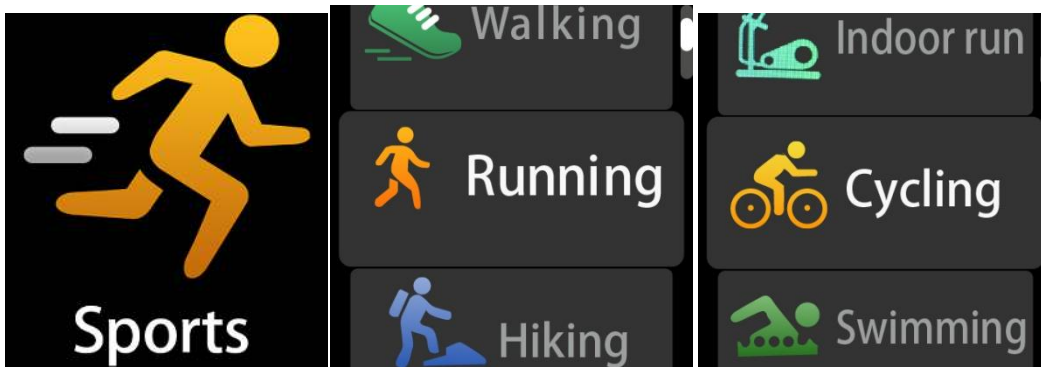 Sports
Walking
Running
Hiking
Indoor run
Cycling
Swimming